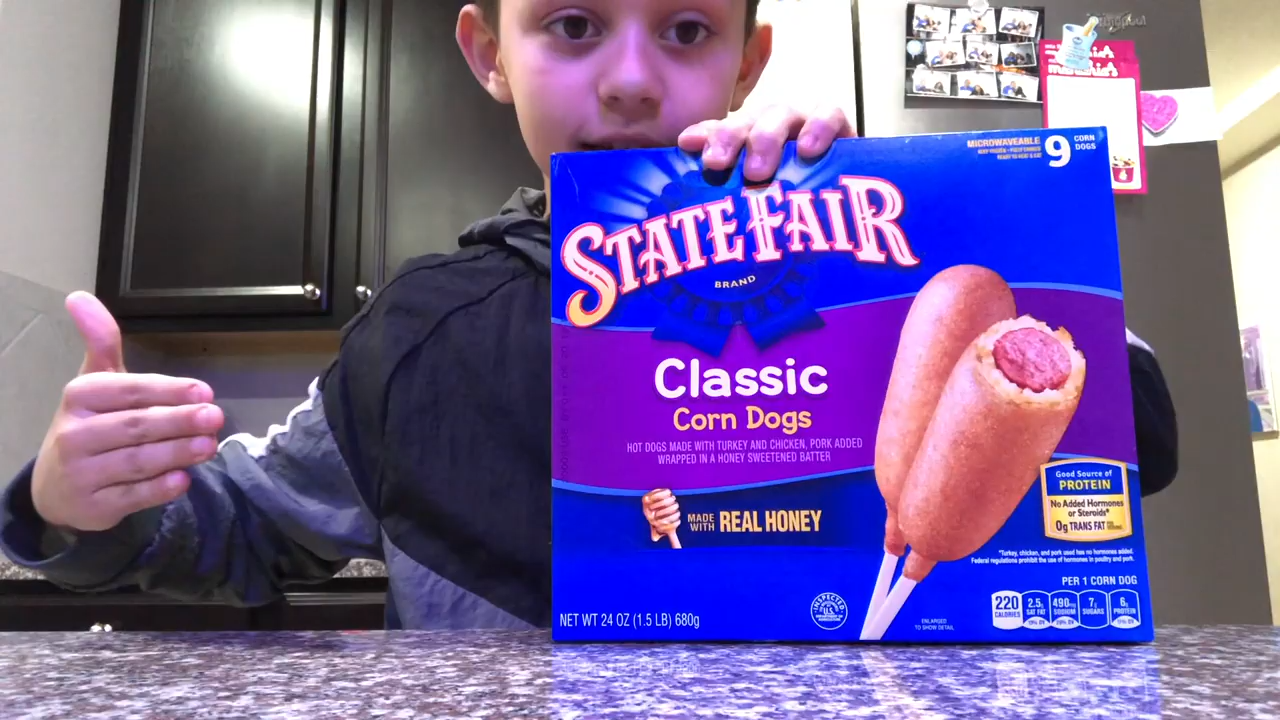 MICROWAVEABLE
READY TO HEAT & EAT
9 CORN DOGS
STATE FAIR
BRAND
Classic
Corn Dogs
HOT DOGS MADE WITH TURKEY AND CHICKEN, PORK ADDED
WRAPPED IN A HONEY SWEETENED BATTER
MADE WITH REAL HONEY
Good Source of
PROTEIN
No Added Hormones
or Steroids*
0g TRANS FAT
*Turkey, chicken, and pork used has no hormones added.
Federal regulations prohibit the use of hormones in poultry and pork.
PER 1 CORN DOG
220 CALORIES
2.5g SAT FAT
490mg SODIUM
7g SUGARS
6g PROTEIN
NET WT 24 OZ (1.5 LB) 680g
ENLARGED
TO SHOW DETAIL